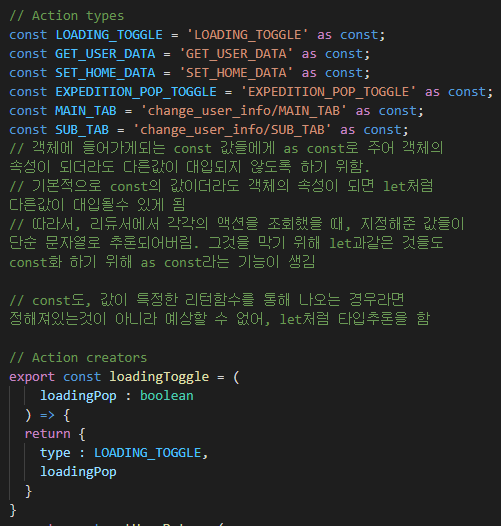 // Action types
const LOADING_TOGGLE = 'LOADING_TOGGLE' as const;
const GET_USER_DATA = 'GET_USER_DATA' as const;
const SET_HOME_DATA = 'SET_HOME_DATA' as const;
const EXPEDITION_POP_TOGGLE = 'EXPEDITION_POP_TOGGLE' as const;
const MAIN_TAB = 'change_user_info/MAIN_TAB' as const;
const SUB_TAB = 'change_user_info/SUB_TAB' as const;
// 객체에 들어가게되는 const 값들에게 as const로 주어 객체의
속성이 되더라도 다른값이 대입되지 않도록 하기 위함.
// 기본적으로 const의 값이더라도 객체의 속성이 되면 let처럼
다른값이 대입될수 있게 됨
// 따라서, 리듀서에서 각각의 액션을 조회했을 때, 지정해준 값들이
단순 문자열로 추론되어버림. 그것을 막기 위해 let과같은 것들도
const화 하기 위해 as const라는 기능이 생김
// const도, 값이 특정한 리턴함수를 통해 나오는 경우라면
정해져있는것이 아니라 예상할 수 없어, let처럼 타입추론을 함
// Action creators
export const loadingToggle = (
loadingPop : boolean
) => {
return {
type : LOADING_TOGGLE,
loadingPop
}
}